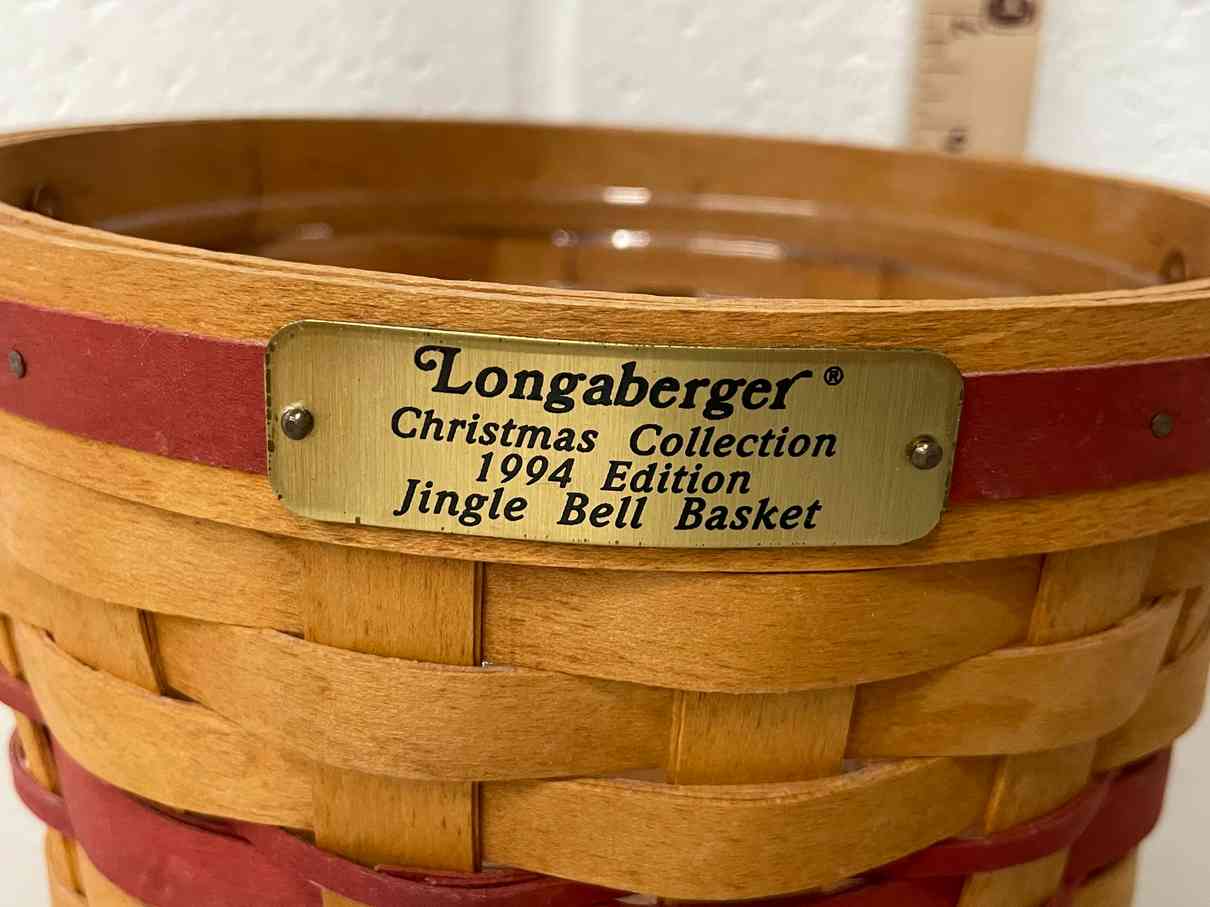 Longaberger®
Christmas Collection
1994 Edition
Jingle Bell Basket